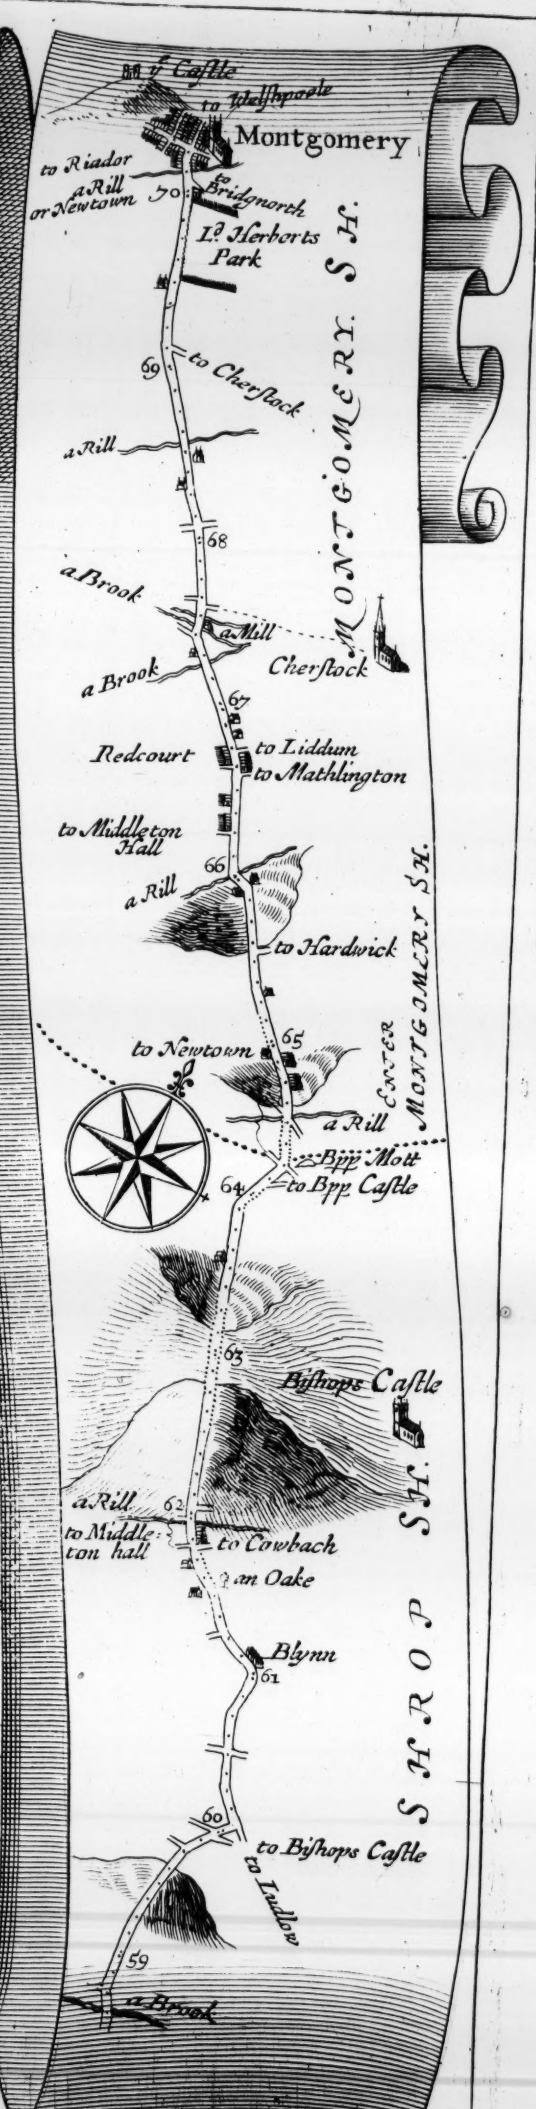 yᵉ Castle
to Welshpoole
Montgomery
to Riador
a Rill
or Newtown
70
to
Bridgnorth
Lᵈ. Herberts
Park
MONTGOMERY. SH.
69
to Cherstock
a Rill
68
a Brook
a Mill
Cherstock
a Brook
67
Redcourt
to Liddum
to Mathlington
to Middleton
Hall
66
a Rill
to Hardwick
65
to Newtown
ENTER
MONTGOMERY SH.
a Rill
Bpp Mott
64
to Bpp Castle
63
Bishops Castle
a Rill
62
to Middle-
ton hall
to Cowbach
an Oake
Blynn
61
SHROP SH.
60
to Bishops Castle
to Ludlow
59
a Brook